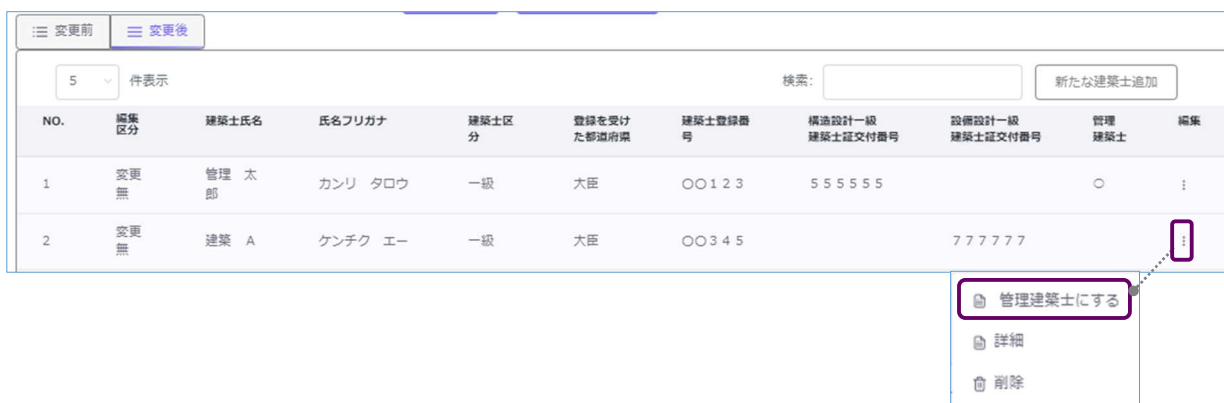 変更前 変更後
5 件表示 検索: 新たな建築士追加
NO. 編集区分 建築士氏名 氏名フリガナ 建築士区分 登録を受けた都道府県 建築士登録番号 構造設計一級建築士証交付番号 設備設計一級建築士証交付番号 管理建築士 編集
1 変更無 管理　太郎 カンリ　タロウ 一級 大臣 〇〇１２３ ５５５５５５ 〇
2 変更無 建築　A ケンチク　エー 一級 大臣 〇〇３４５ ７７７７７７
管理建築士にする
詳細
削除